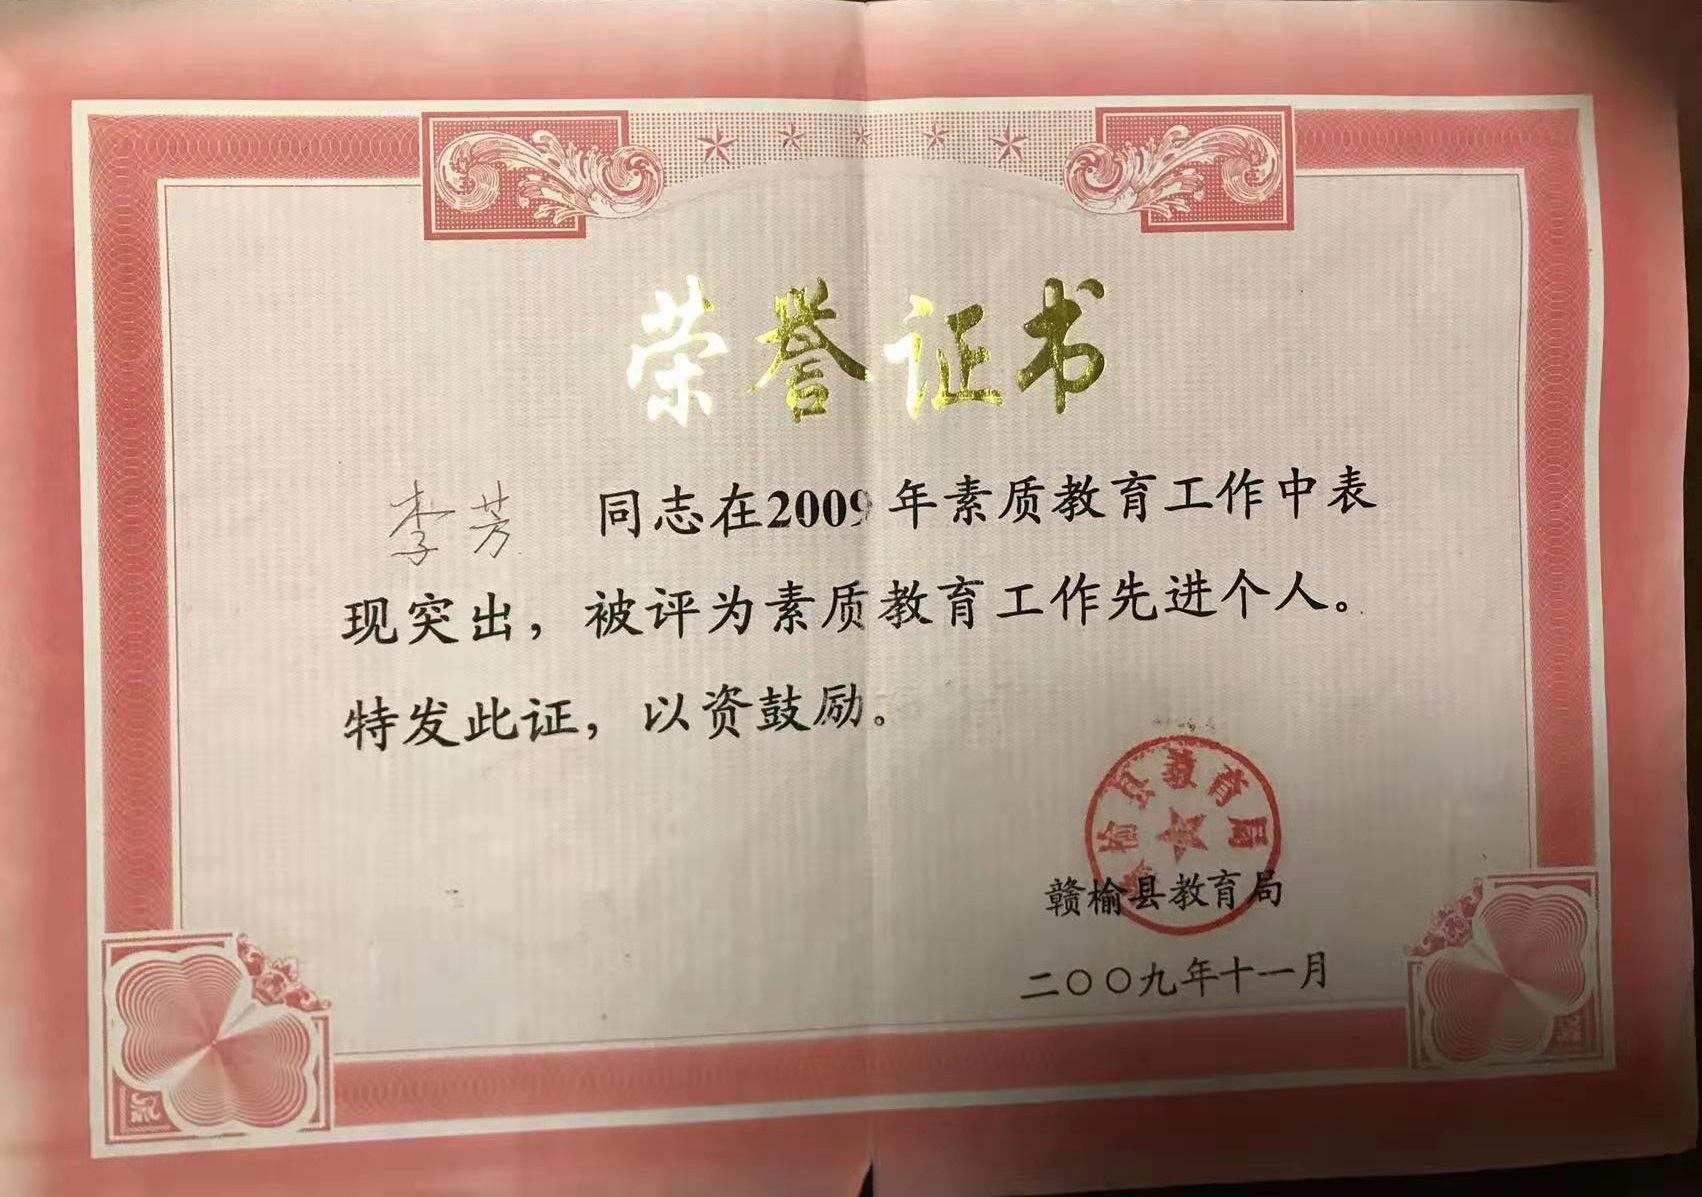 荣誉证书
李芳 同志在2009年素质教育工作中表
现突出，被评为素质教育工作先进个人。
特发此证，以资鼓励。
榆县教育局
赣榆县教育局
二〇〇九年十一月